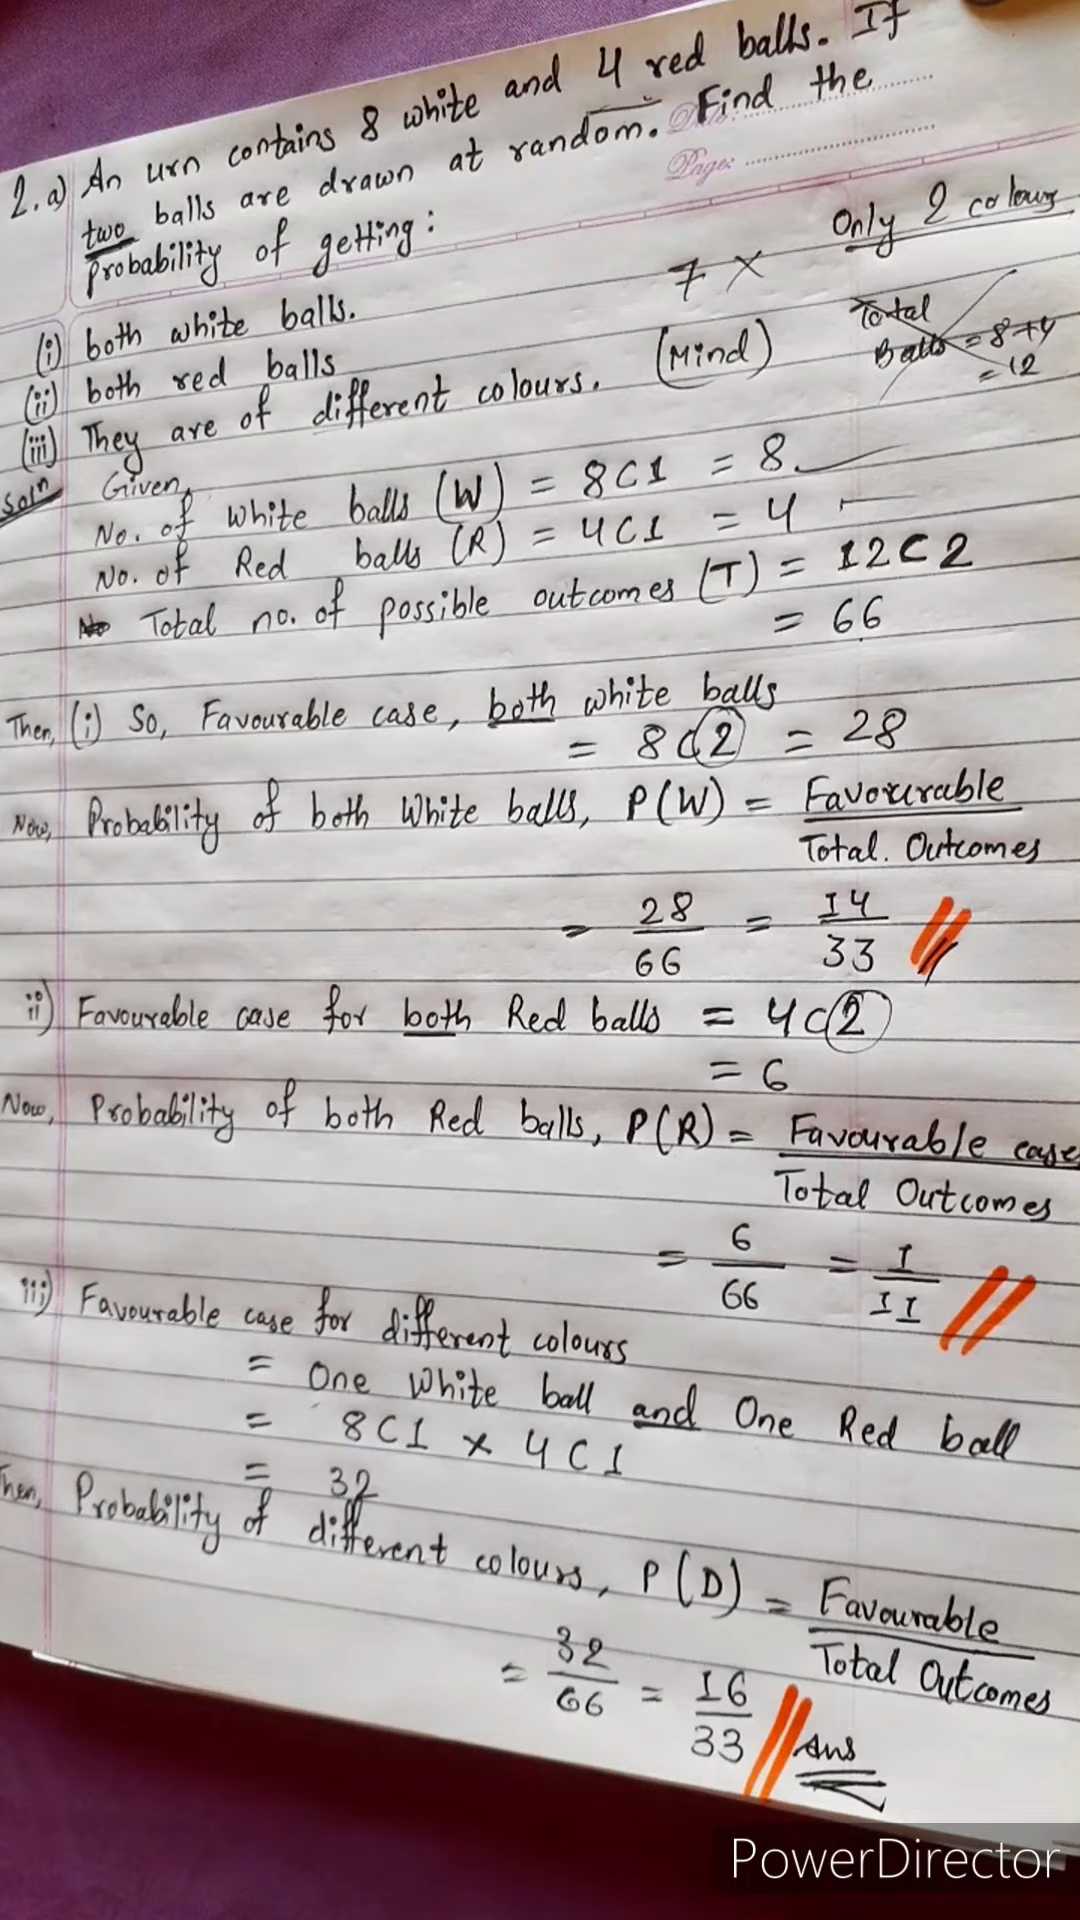 2.a) An urn contains 8 white and 4 red balls. If
two balls are drawn at random. Find the
probability of getting:
Page:
Only 2 colours
7 ×
(i) both white balls.
Total
Balls = 8+4
= 12
(ii) both red balls
(iii) They are of different colours. (Mind)
Soln Given,
No. of white balls (W) = 8C1 = 8
No. of Red balls (R) = 4C1 = 4
No Total no. of possible outcomes (T) = 12C2
= 66
Then, (i) So, Favourable case, both white balls
= 8C2 = 28
Now, Probability of both White balls, P(W) = Favourable
Total. Outcomes
= 28/66 = 14/33
ii) Favourable case for both Red balls = 4C2
= 6
Now, Probability of both Red balls, P(R) = Favourable case
Total Outcomes
= 6/66 = 1/11
iii) Favourable case for different colours
= One White ball and One Red ball
= 8C1 × 4C1
= 32
Then, Probability of different colours, P(D) = Favourable
Total Outcomes
= 32/66 = 16/33 Ans
PowerDirector